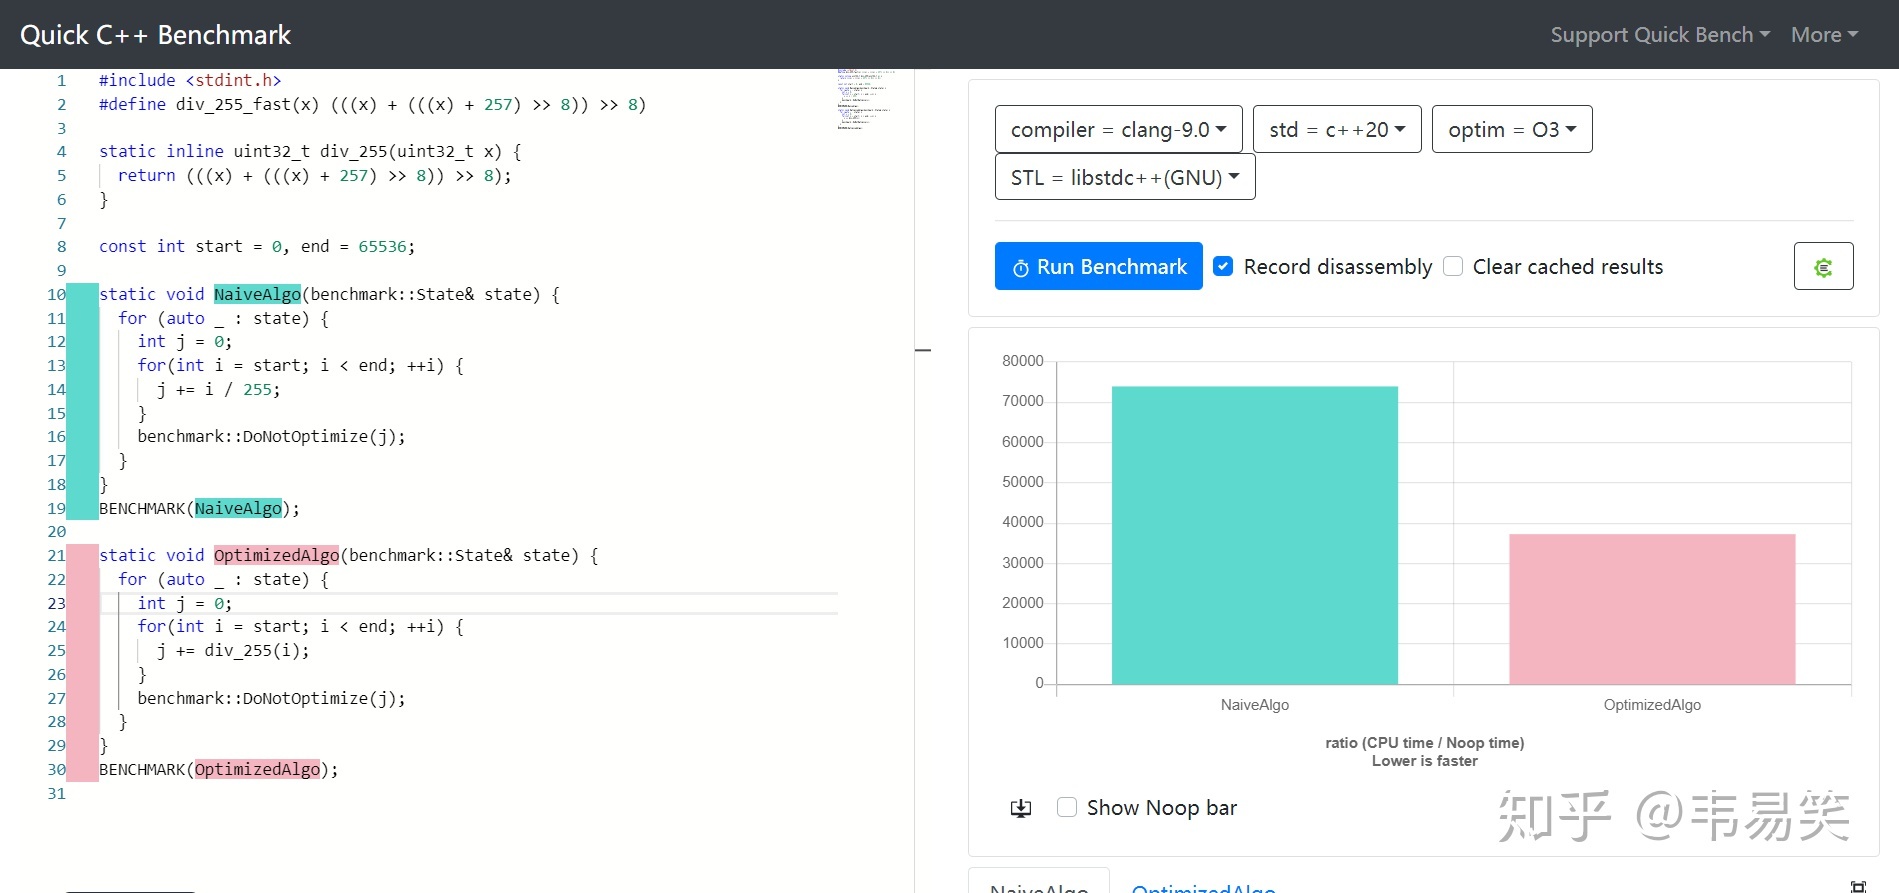 Quick C++ Benchmark
Support Quick Bench More
1 #include <stdint.h>
2 #define div_255_fast(x) (((x) + (((x) + 257) >> 8)) >> 8)
3
4 static inline uint32_t div_255(uint32_t x) {
5 return (((x) + (((x) + 257) >> 8)) >> 8);
6 }
7
8 const int start = 0, end = 65536;
9
10 static void NaiveAlgo(benchmark::State& state) {
11 for (auto _ : state) {
12 int j = 0;
13 for(int i = start; i < end; ++i) {
14 j += i / 255;
15 }
16 benchmark::DoNotOptimize(j);
17 }
18 }
19 BENCHMARK(NaiveAlgo);
20
21 static void OptimizedAlgo(benchmark::State& state) {
22 for (auto _ : state) {
23 int j = 0;
24 for(int i = start; i < end; ++i) {
25 j += div_255(i);
26 }
27 benchmark::DoNotOptimize(j);
28 }
29 }
30 BENCHMARK(OptimizedAlgo);
31
compiler = clang-9.0 std = c++20 optim = O3
STL = libstdc++(GNU)
Run Benchmark Record disassembly Clear cached results
80000
70000
60000
50000
40000
30000
20000
10000
0
NaiveAlgo OptimizedAlgo
ratio (CPU time / Noop time)
Lower is faster
Show Noop bar
知乎 @韦易笑
NaiveAlgo OptimizedAlgo